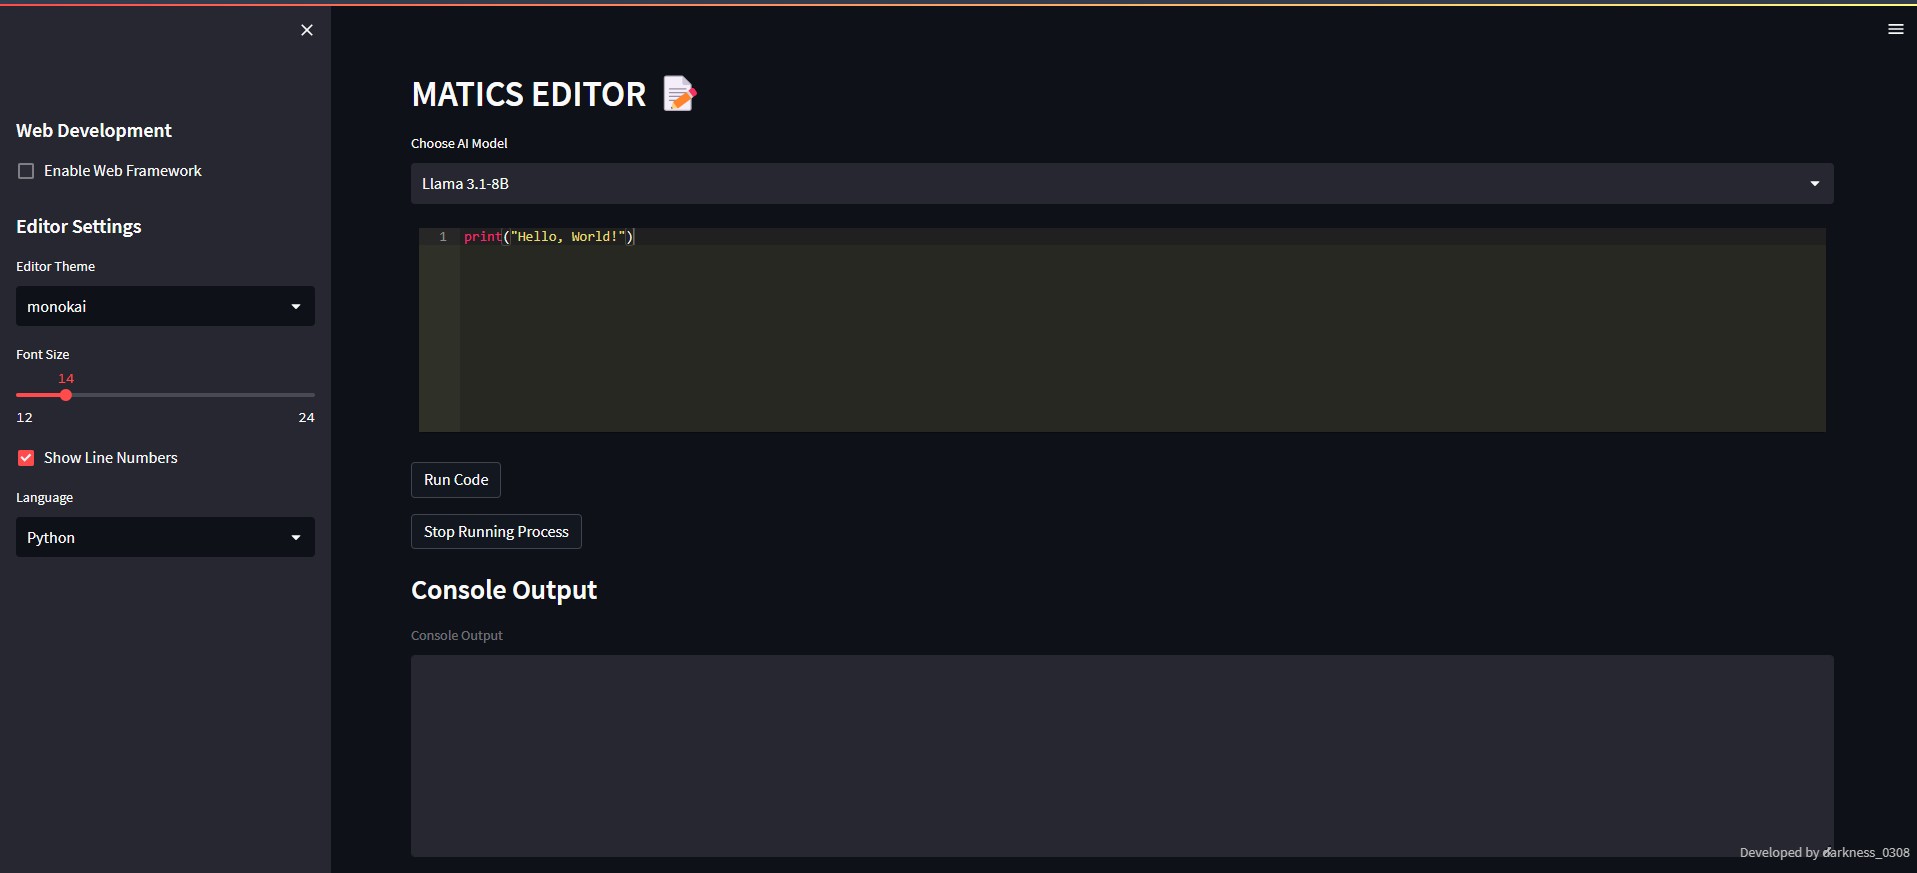 Web Development
Enable Web Framework
Editor Settings
Editor Theme
monokai
Font Size
14
12 24
Show Line Numbers
Language
Python
MATICS EDITOR
Choose AI Model
Llama 3.1-8B
1 print("Hello, World!")
Run Code
Stop Running Process
Console Output
Console Output
Developed by darkness_0308